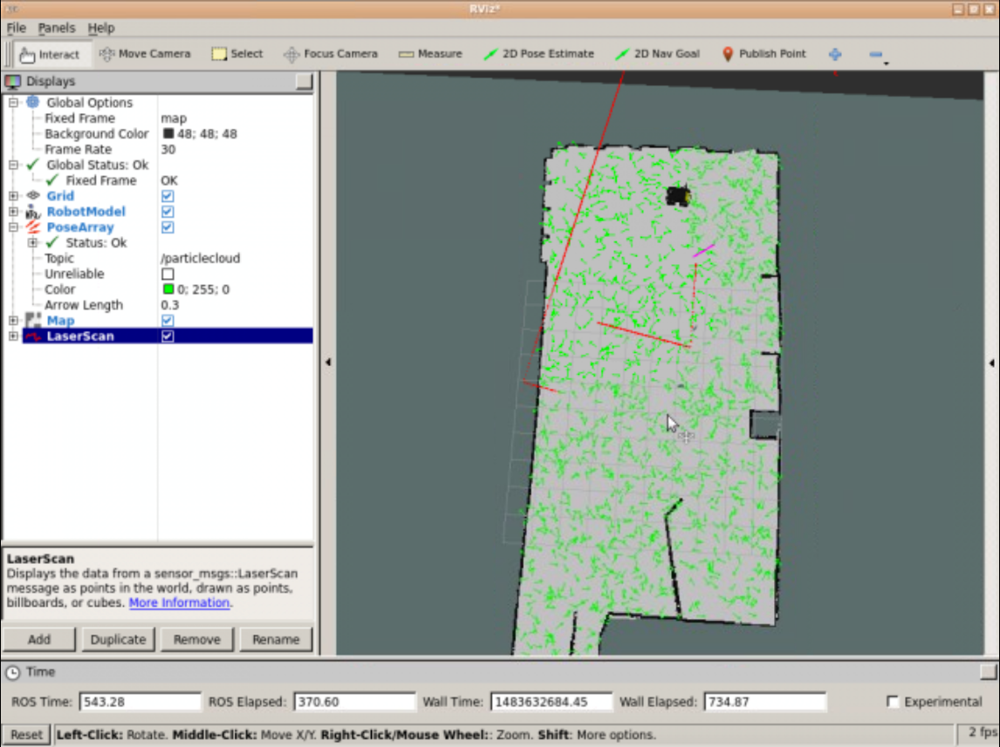 RViz*
File Panels Help
Interact Move Camera Select Focus Camera Measure 2D Pose Estimate 2D Nav Goal Publish Point
Displays
Global Options
Fixed Frame map
Background Color 48; 48; 48
Frame Rate 30
Global Status: Ok
Fixed Frame OK
Grid
RobotModel
PoseArray
Status: Ok
Topic /particlecloud
Unreliable
Color 0; 255; 0
Arrow Length 0.3
Map
LaserScan
LaserScan
Displays the data from a sensor_msgs::LaserScan
message as points in the world, drawn as points,
billboards, or cubes. More Information.
Add Duplicate Remove Rename
Time
ROS Time: 543.28 ROS Elapsed: 370.60 Wall Time: 1483632684.45 Wall Elapsed: 734.87 Experimental
Reset Left-Click: Rotate. Middle-Click: Move X/Y. Right-Click/Mouse Wheel:: Zoom. Shift: More options. 2 fps